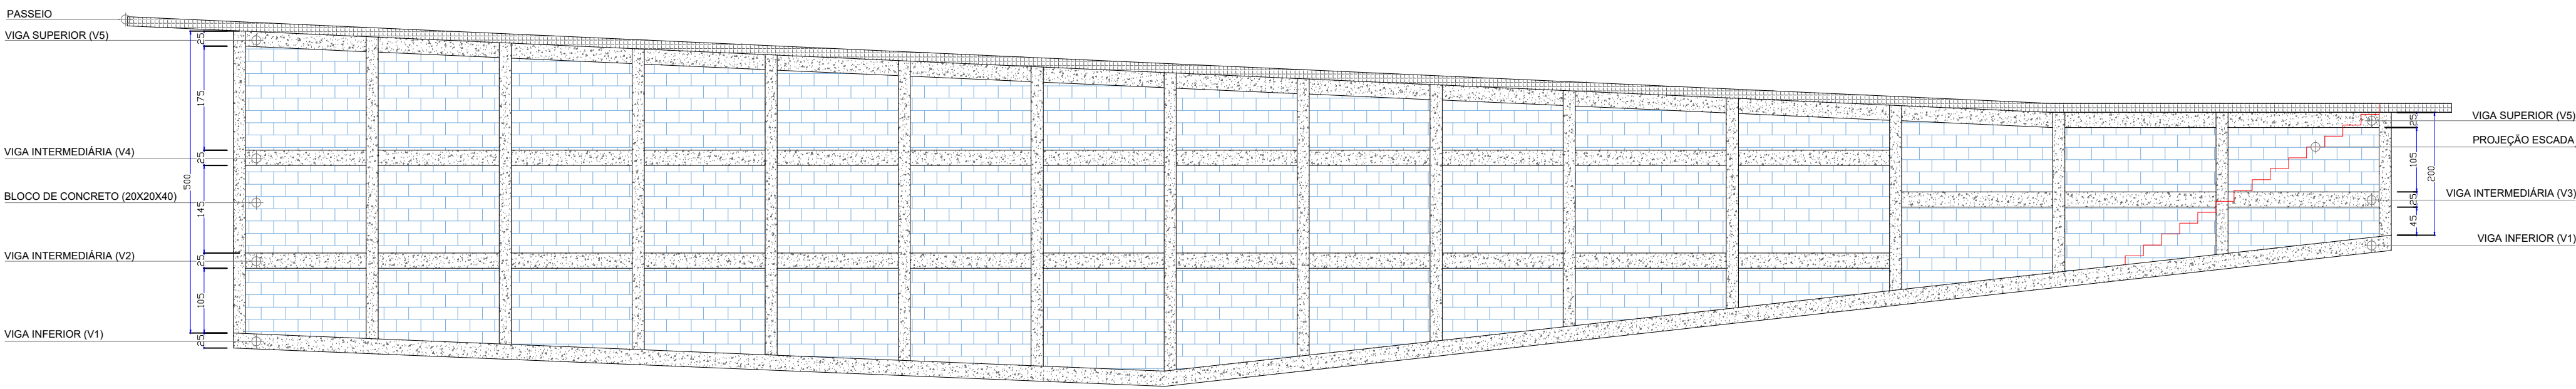 PASSEIO
VIGA SUPERIOR (V5)
25
175
VIGA INTERMEDIÁRIA (V4)
25
500
BLOCO DE CONCRETO (20X20X40)
145
VIGA INTERMEDIÁRIA (V2)
25
105
VIGA INFERIOR (V1)
25
VIGA SUPERIOR (V5)
25
PROJEÇÃO ESCADA
105
200
VIGA INTERMEDIÁRIA (V3)
25
45
VIGA INFERIOR (V1)